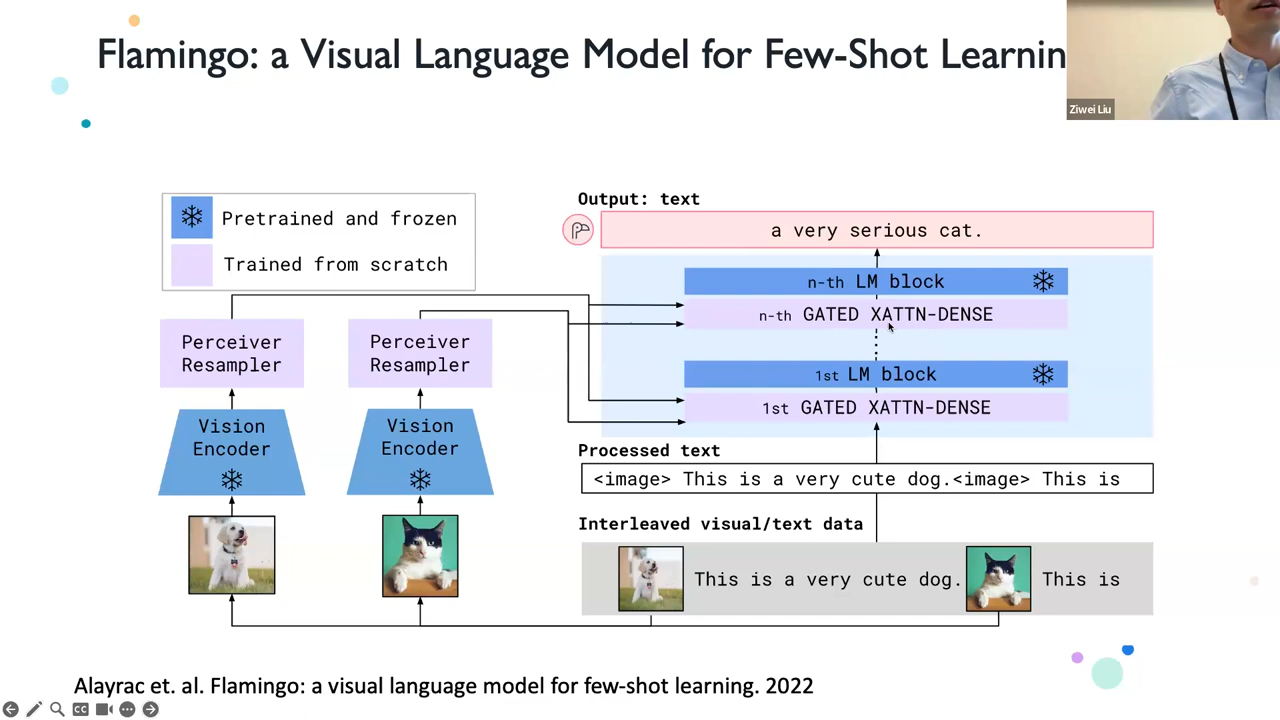 Flamingo: a Visual Language Model for Few-Shot Learnin
Ziwei Liu
Pretrained and frozen
Trained from scratch
Perceiver
Resampler
Perceiver
Resampler
Vision
Encoder
Vision
Encoder
Output: text
a very serious cat.
n-th LM block
n-th GATED XATTN-DENSE
1st LM block
1st GATED XATTN-DENSE
Processed text
<image> This is a very cute dog.<image> This is
Interleaved visual/text data
This is a very cute dog.
This is
Alayrac et. al. Flamingo: a visual language model for few-shot learning. 2022
CC